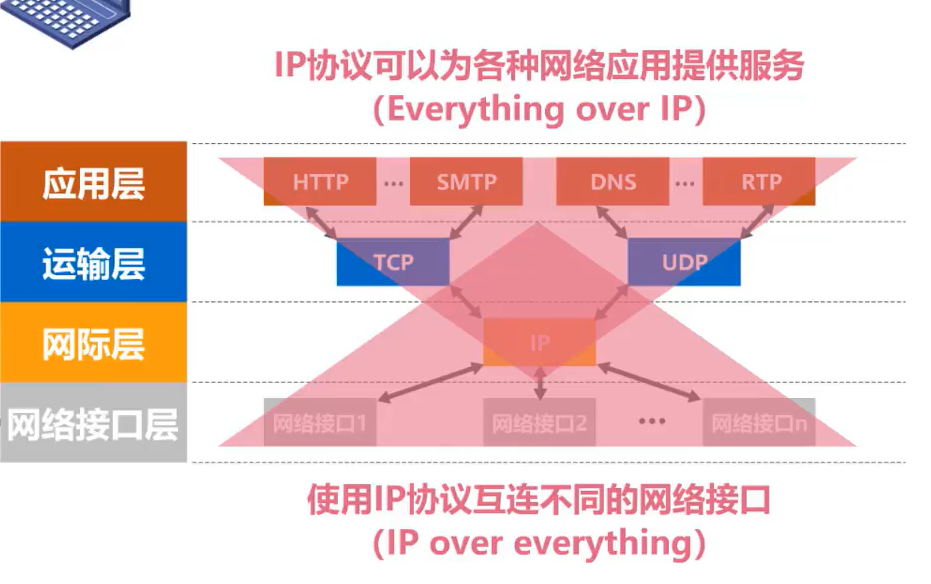 IP协议可以为各种网络应用提供服务
（Everything over IP）
应用层
HTTP ··· SMTP DNS ··· RTP
运输层
TCP UDP
网际层
IP
网络接口层
网络接口1 网络接口2 ··· 网络接口n
使用IP协议互连不同的网络接口
（IP over everything）